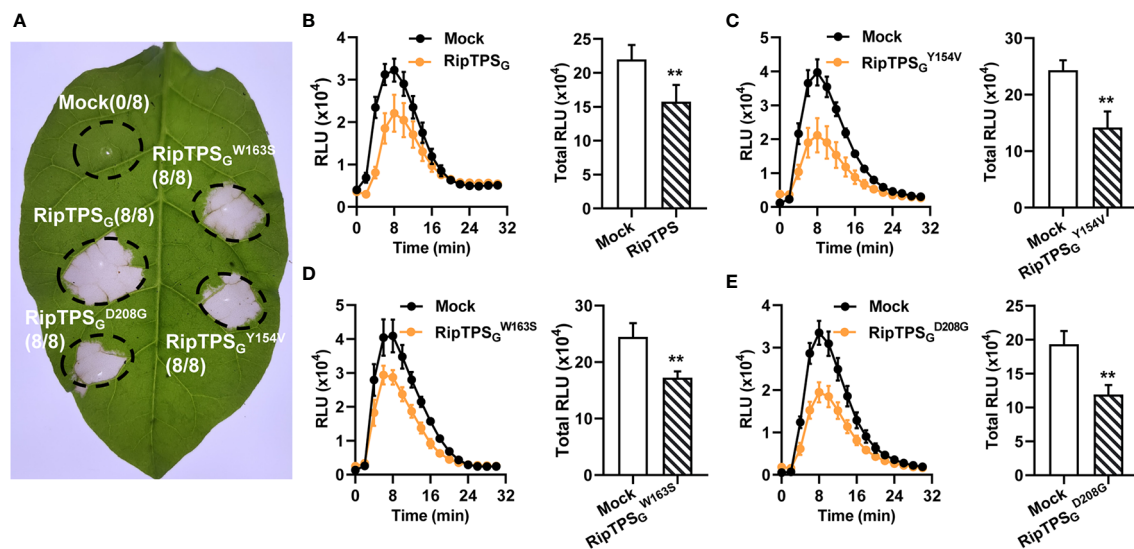 A
Mock(0/8)
RipTPSG^W163S
(8/8)
RipTPSG(8/8)
RipTPSG^D208G
(8/8)
RipTPSG^Y154V
(8/8)
B
Mock
RipTPSG
RLU (x10⁴)
4
3
2
1
0
0 8 16 24 32
Time (min)
Total RLU (x10⁴)
25
20
15
10
5
0
**
Mock
RipTPS
C
Mock
RipTPSG^Y154V
RLU (x10⁴)
5
4
3
2
1
0
0 8 16 24 32
Time (min)
Total RLU (x10⁴)
30
20
10
0
**
Mock
RipTPSG^Y154V
D
Mock
RipTPSG^W163S
RLU (x10⁴)
5
4
3
2
1
0
0 8 16 24 32
Time (min)
Total RLU (x10⁴)
30
20
10
0
**
Mock
RipTPSG^W163S
E
Mock
RipTPSG^D208G
RLU (x10⁴)
4
3
2
1
0
0 8 16 24 32
Time (min)
Total RLU (x10⁴)
25
20
15
10
5
0
**
Mock
RipTPSG^D208G